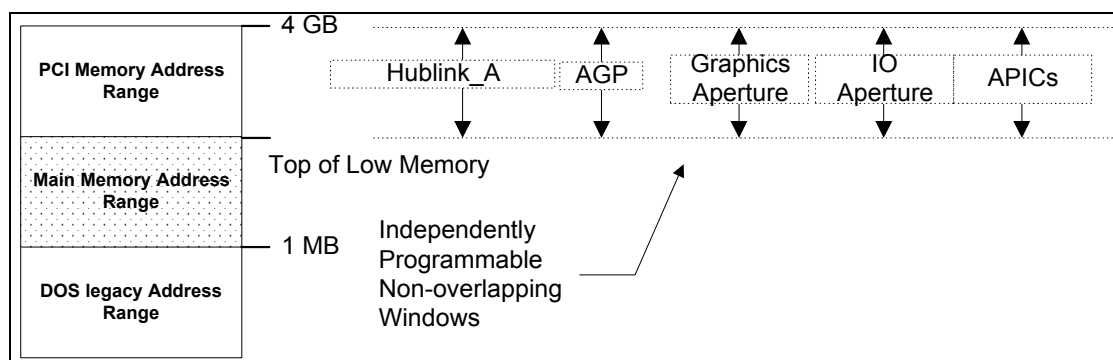 4 GB
PCI Memory Address
Range
Hublink_A
AGP
Graphics
Aperture
IO
Aperture
APICs
Top of Low Memory
Main Memory Address
Range
1 MB
Independently
Programmable
Non-overlapping
Windows
DOS legacy Address
Range